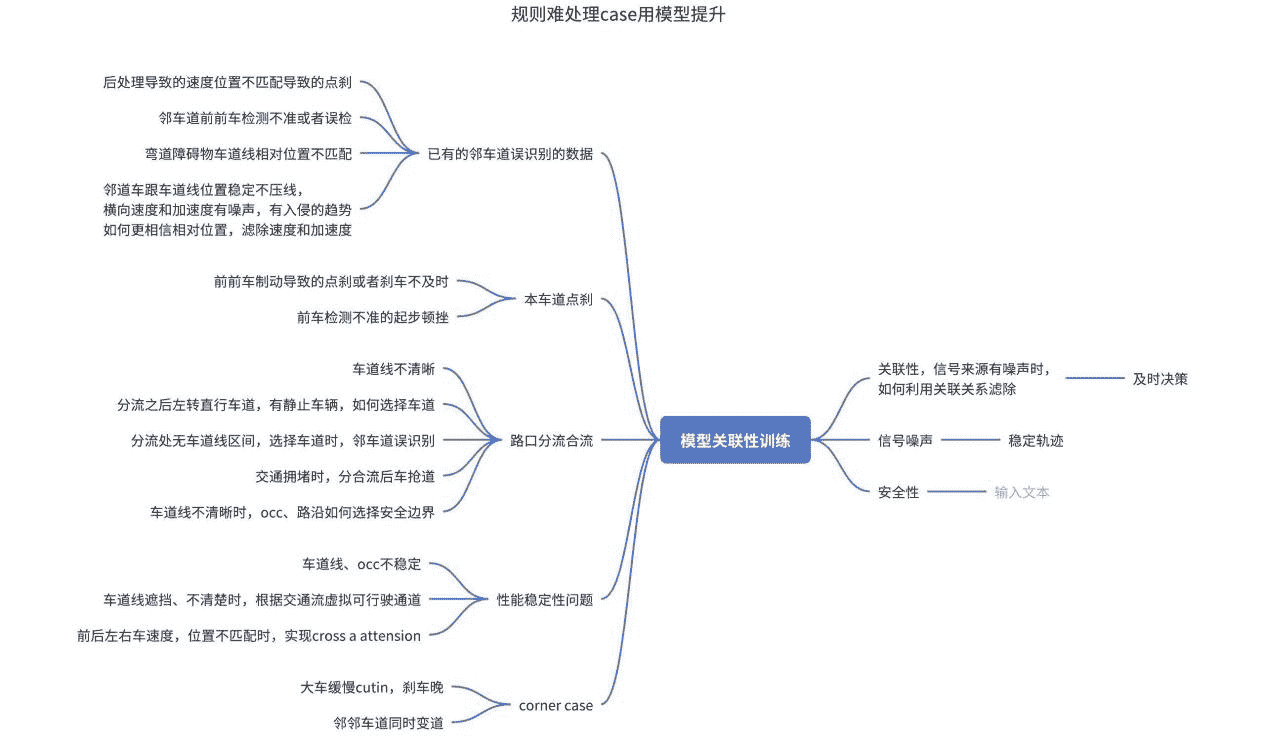 规则难处理case用模型提升
后处理导致的速度位置不匹配导致的点刹
邻车道前前车检测不准或者误检
弯道障碍物车道线相对位置不匹配
邻道车跟车道线位置稳定不压线，
横向速度和加速度有噪声，有入侵的趋势
如何更相信相对位置，滤除速度和加速度
已有的邻车道误识别的数据
前前车制动导致的点刹或者刹车不及时
前车检测不准的起步顿挫
本车道点刹
车道线不清晰
分流之后左转直行车道，有静止车辆，如何选择车道
分流处无车道线区间，选择车道时，邻车道误识别
交通拥堵时，分合流后车抢道
车道线不清晰时，occ、路沿如何选择安全边界
路口分流合流
车道线、occ不稳定
车道线遮挡、不清楚时，根据交通流虚拟可行驶通道
前后左右车速度，位置不匹配时，实现cross a attension
性能稳定性问题
大车缓慢cutin，刹车晚
邻邻车道同时变道
corner case
模型关联性训练
关联性，信号来源有噪声时，
如何利用关联关系滤除
及时决策
信号噪声
稳定轨迹
安全性
输入文本